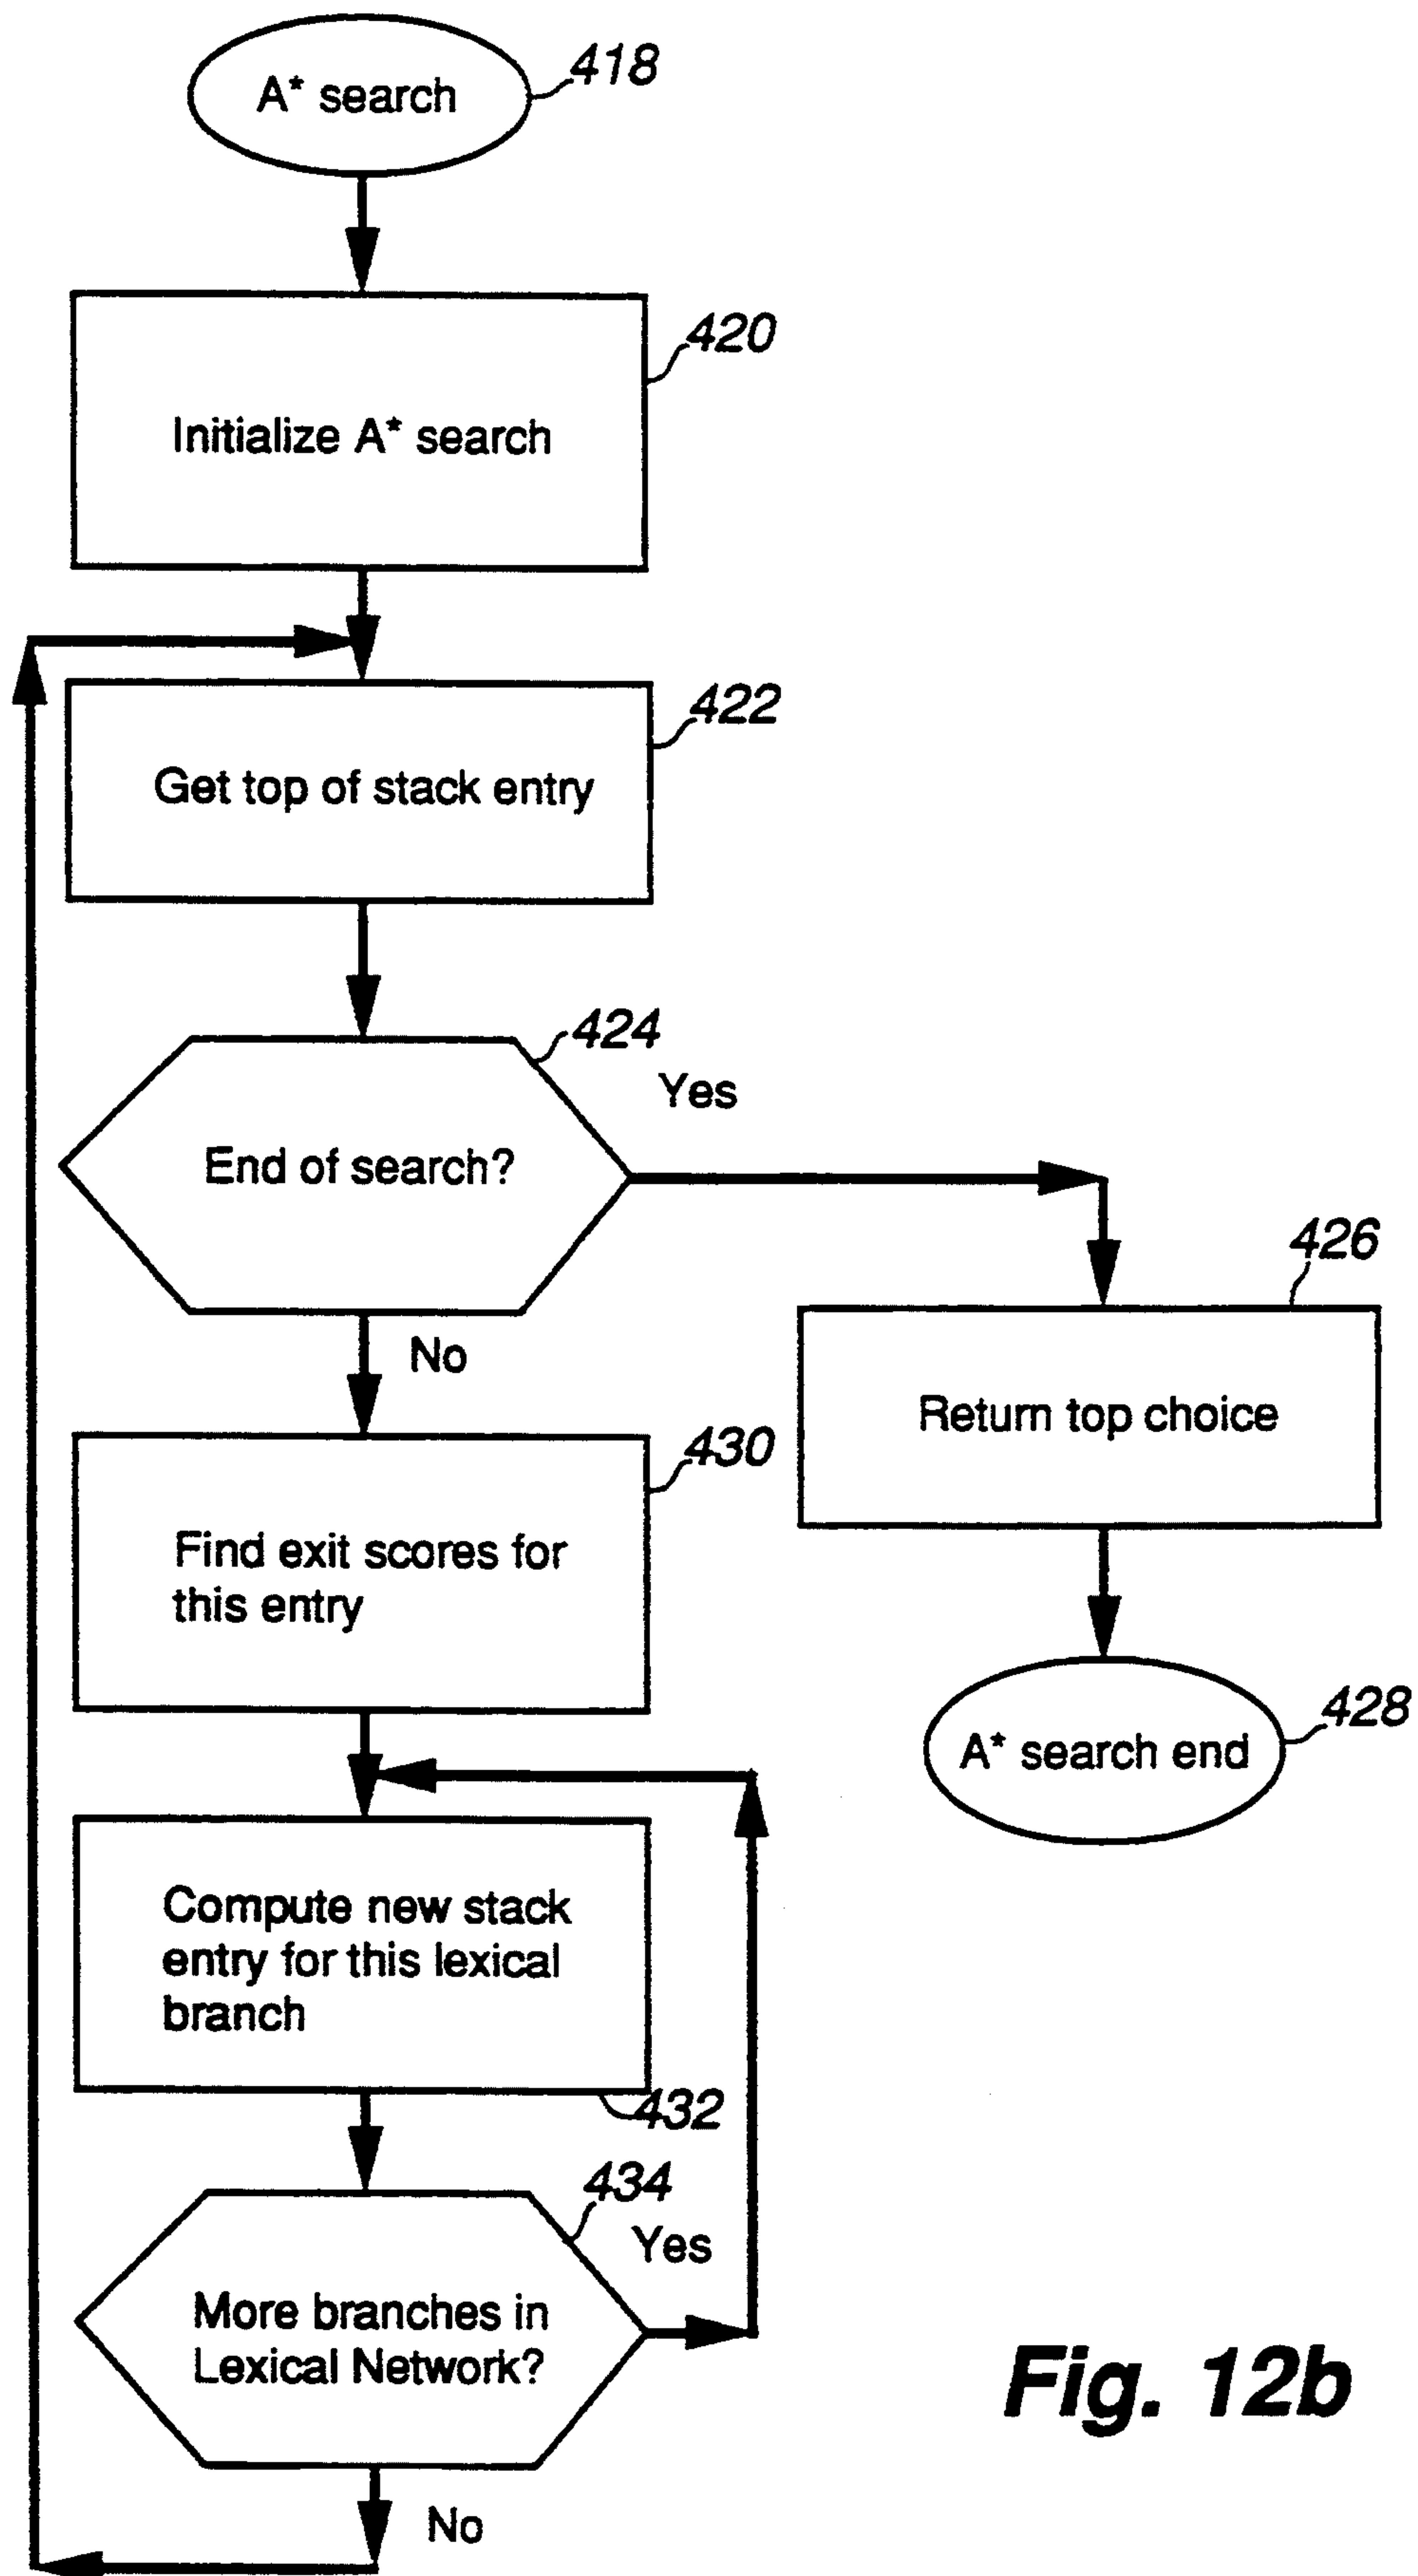 A* search
418
420
Initialize A* search
422
Get top of stack entry
424
Yes
End of search?
426
No
Return top choice
430
Find exit scores for
this entry
428
A* search end
Compute new stack
entry for this lexical
branch
432
434
Yes
More branches in
Lexical Network?
No
Fig. 12b